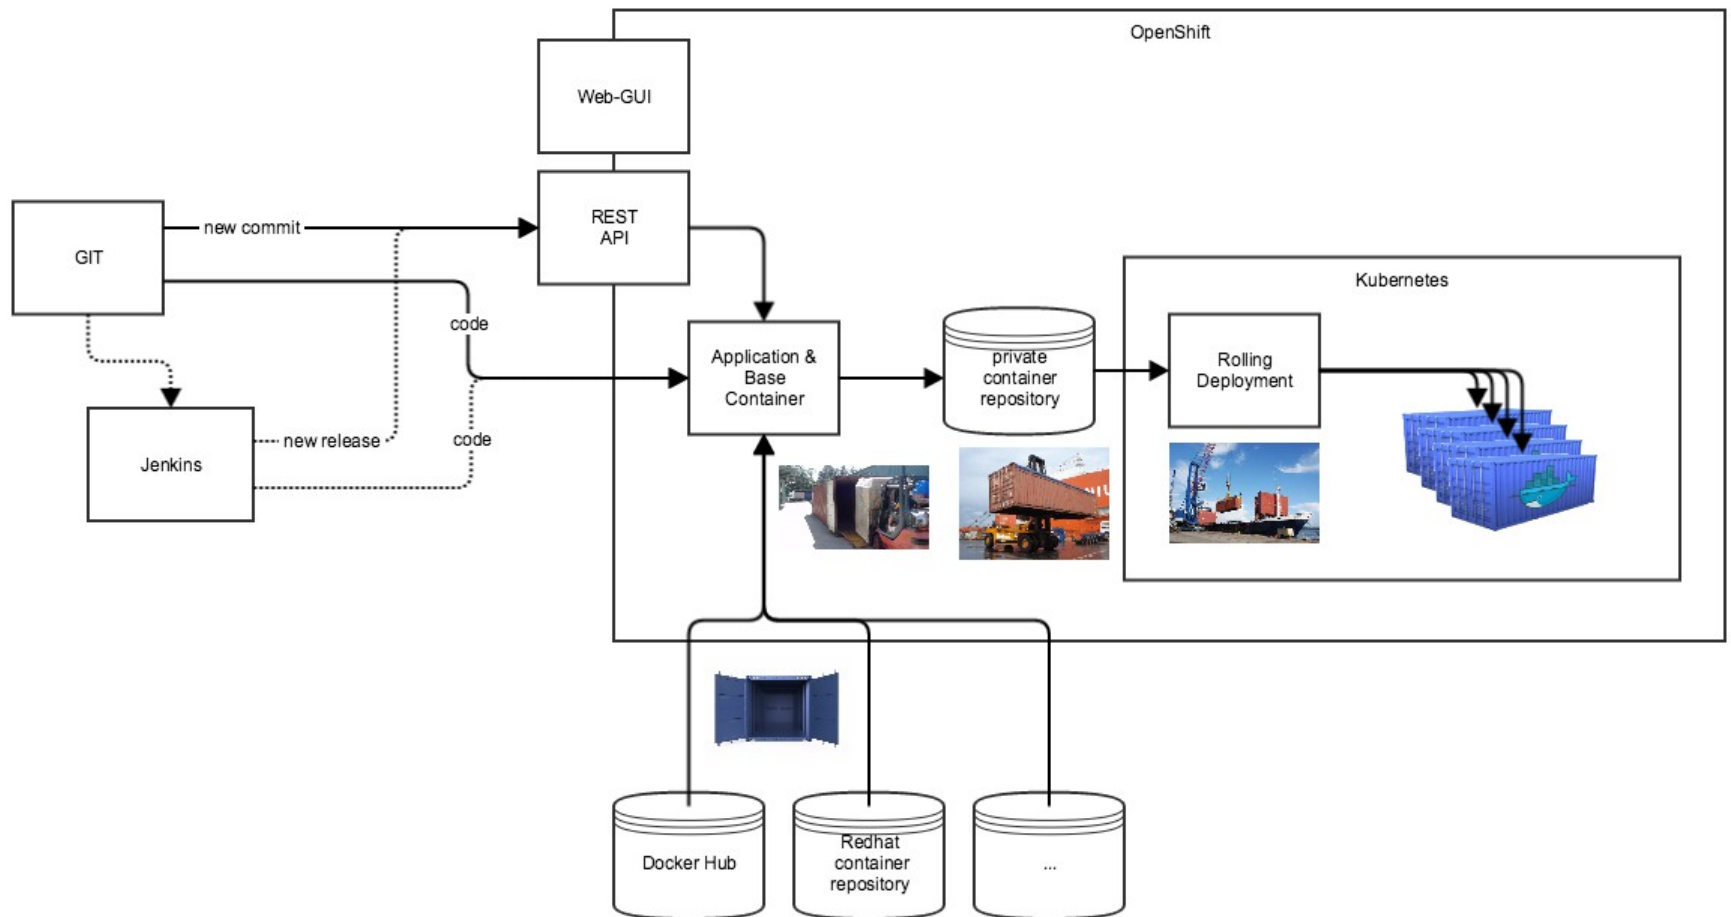 OpenShift
Web-GUI
REST
API
GIT
new commit
code
Jenkins
new release
code
Application &
Base
Container
private
container
repository
Kubernetes
Rolling
Deployment
Docker Hub
Redhat
container
repository
...